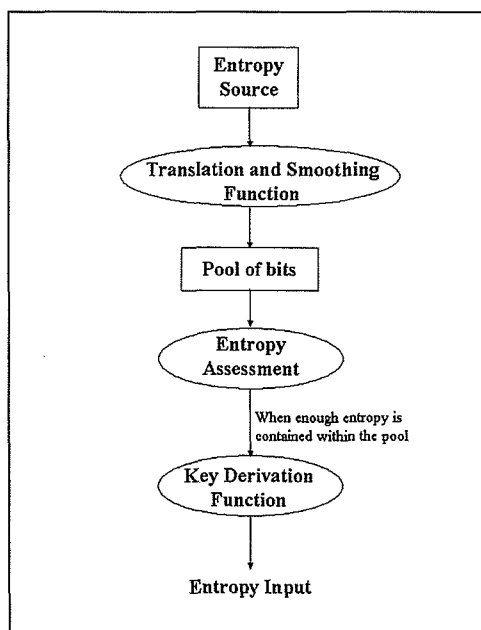 Entropy
Source
Translation and Smoothing
Function
Pool of bits
Entropy
Assessment
When enough entropy is
contained within the pool
Key Derivation
Function
Entropy Input